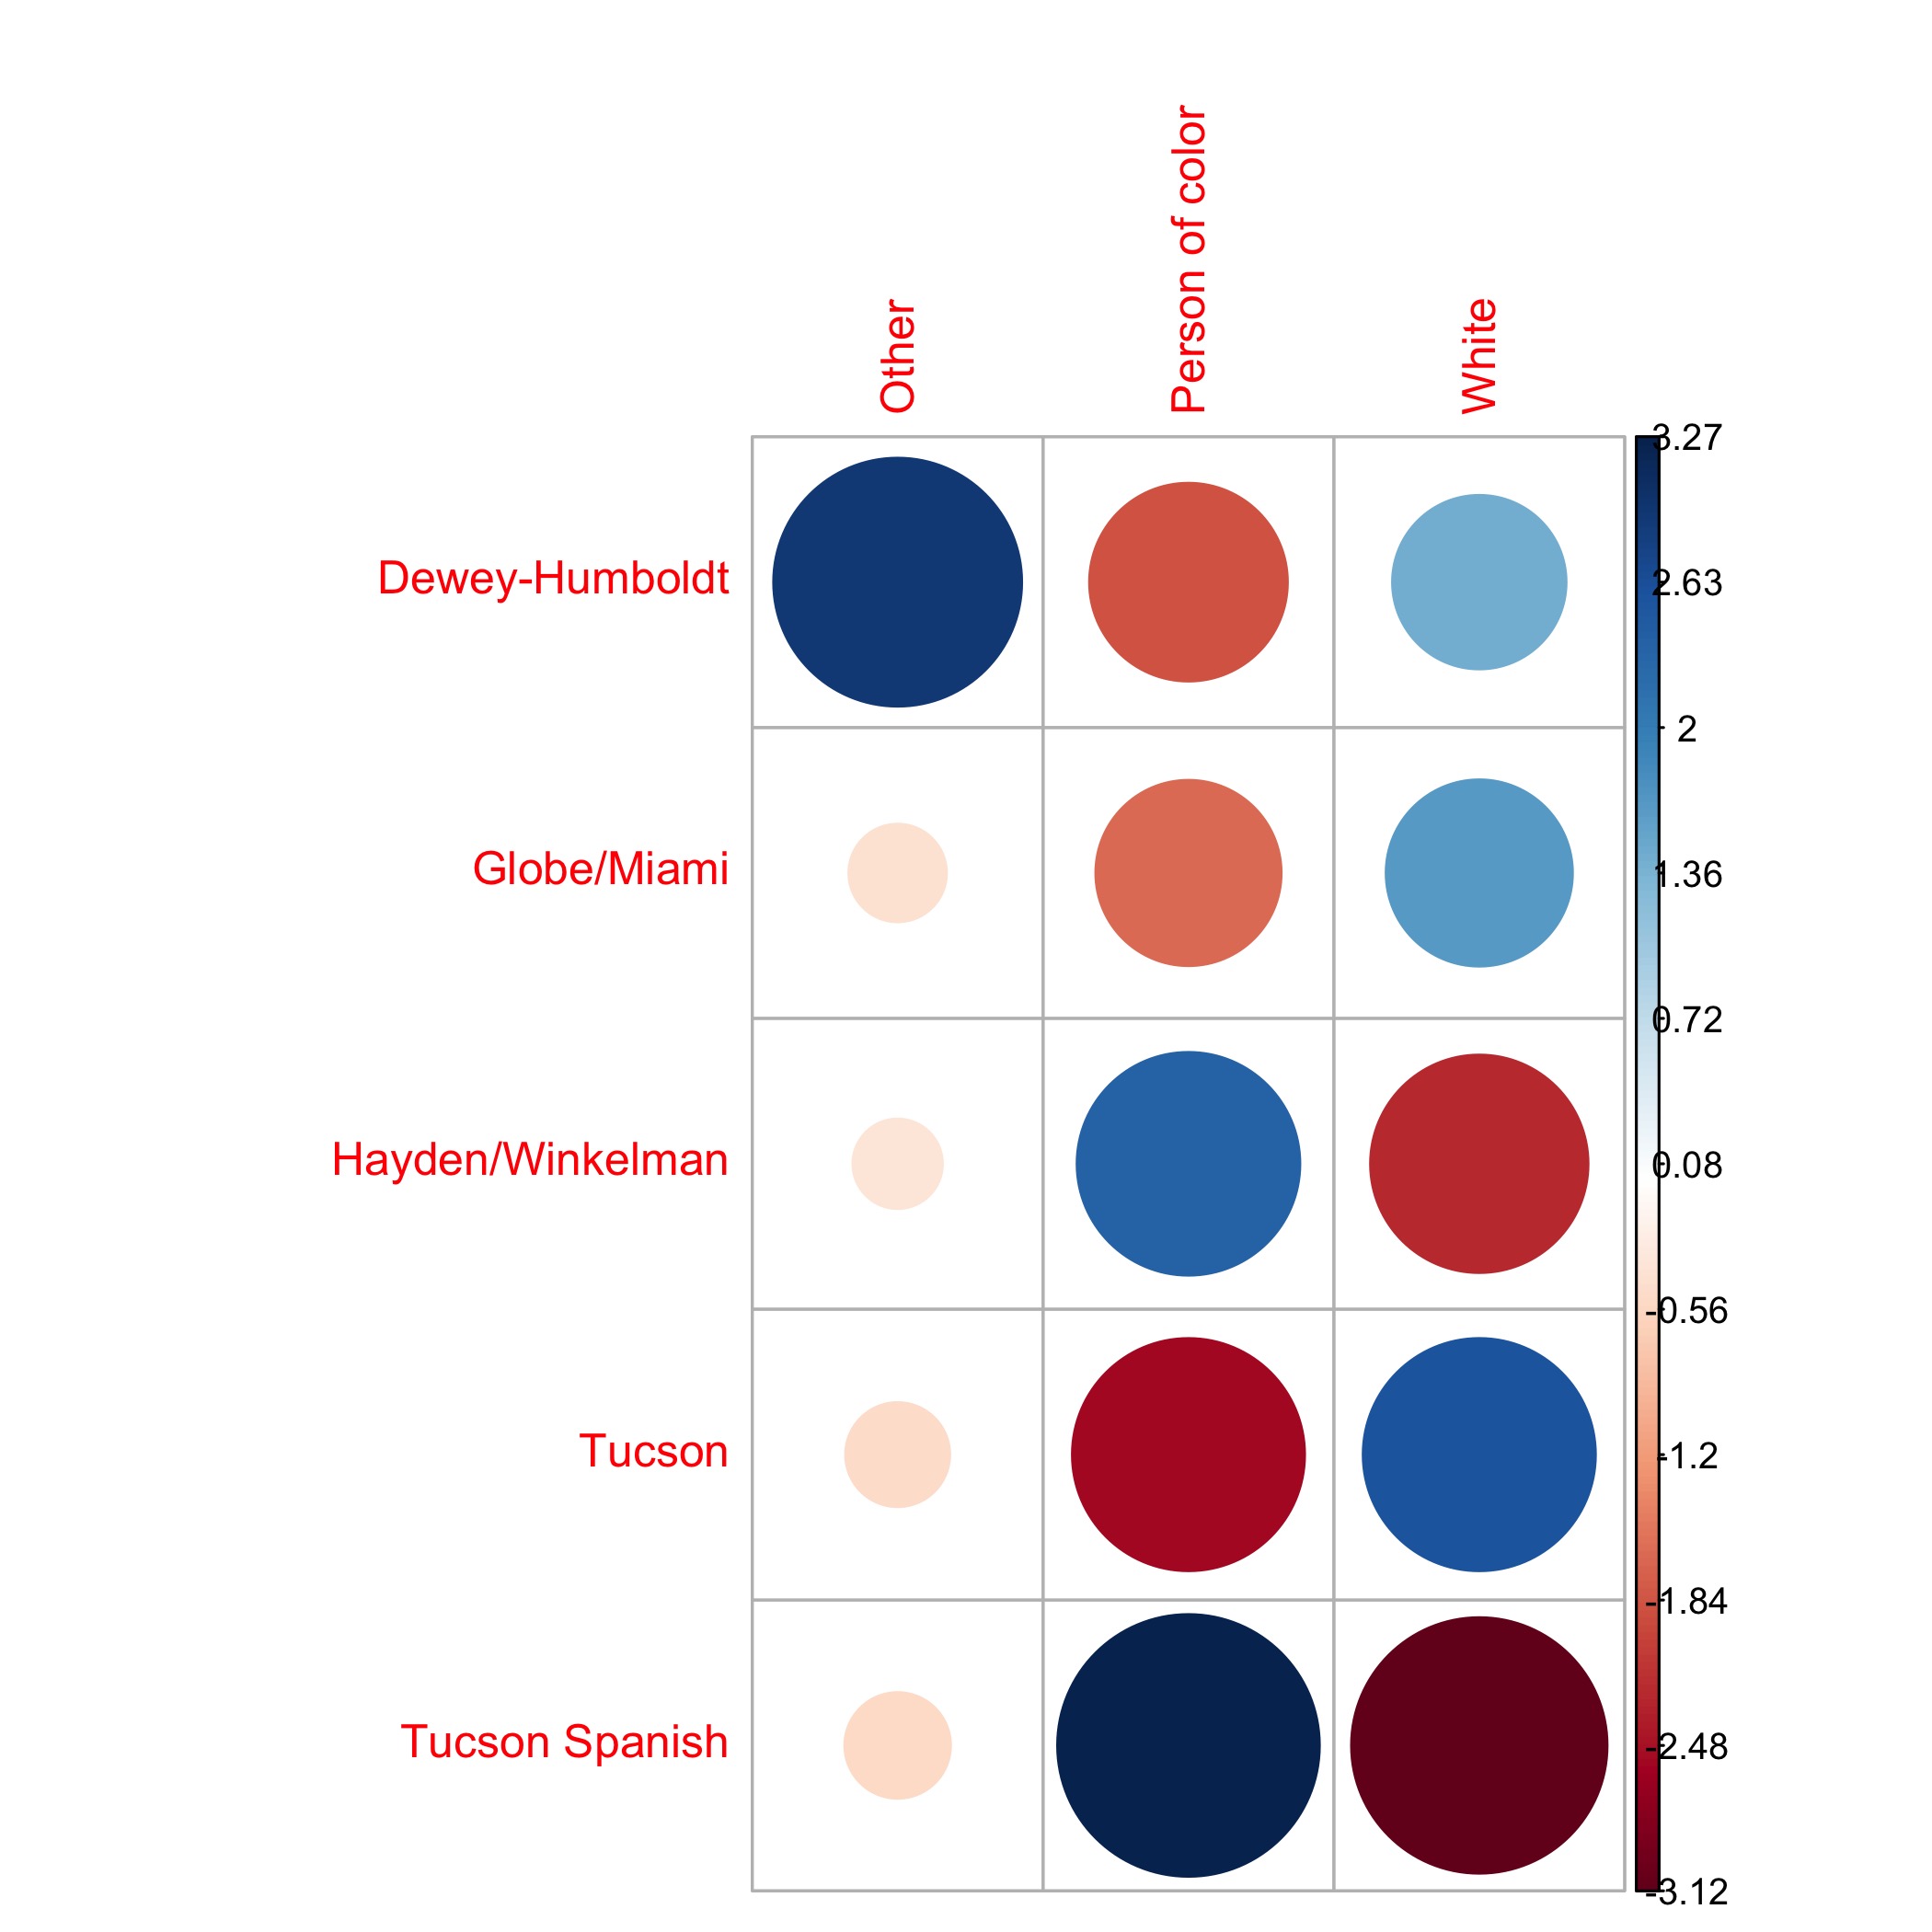 Other
Person of color
White
Dewey-Humboldt
Globe/Miami
Hayden/Winkelman
Tucson
Tucson Spanish
3.27
2.63
2
1.36
0.72
0.08
-0.56
-1.2
-1.84
-2.48
-3.12